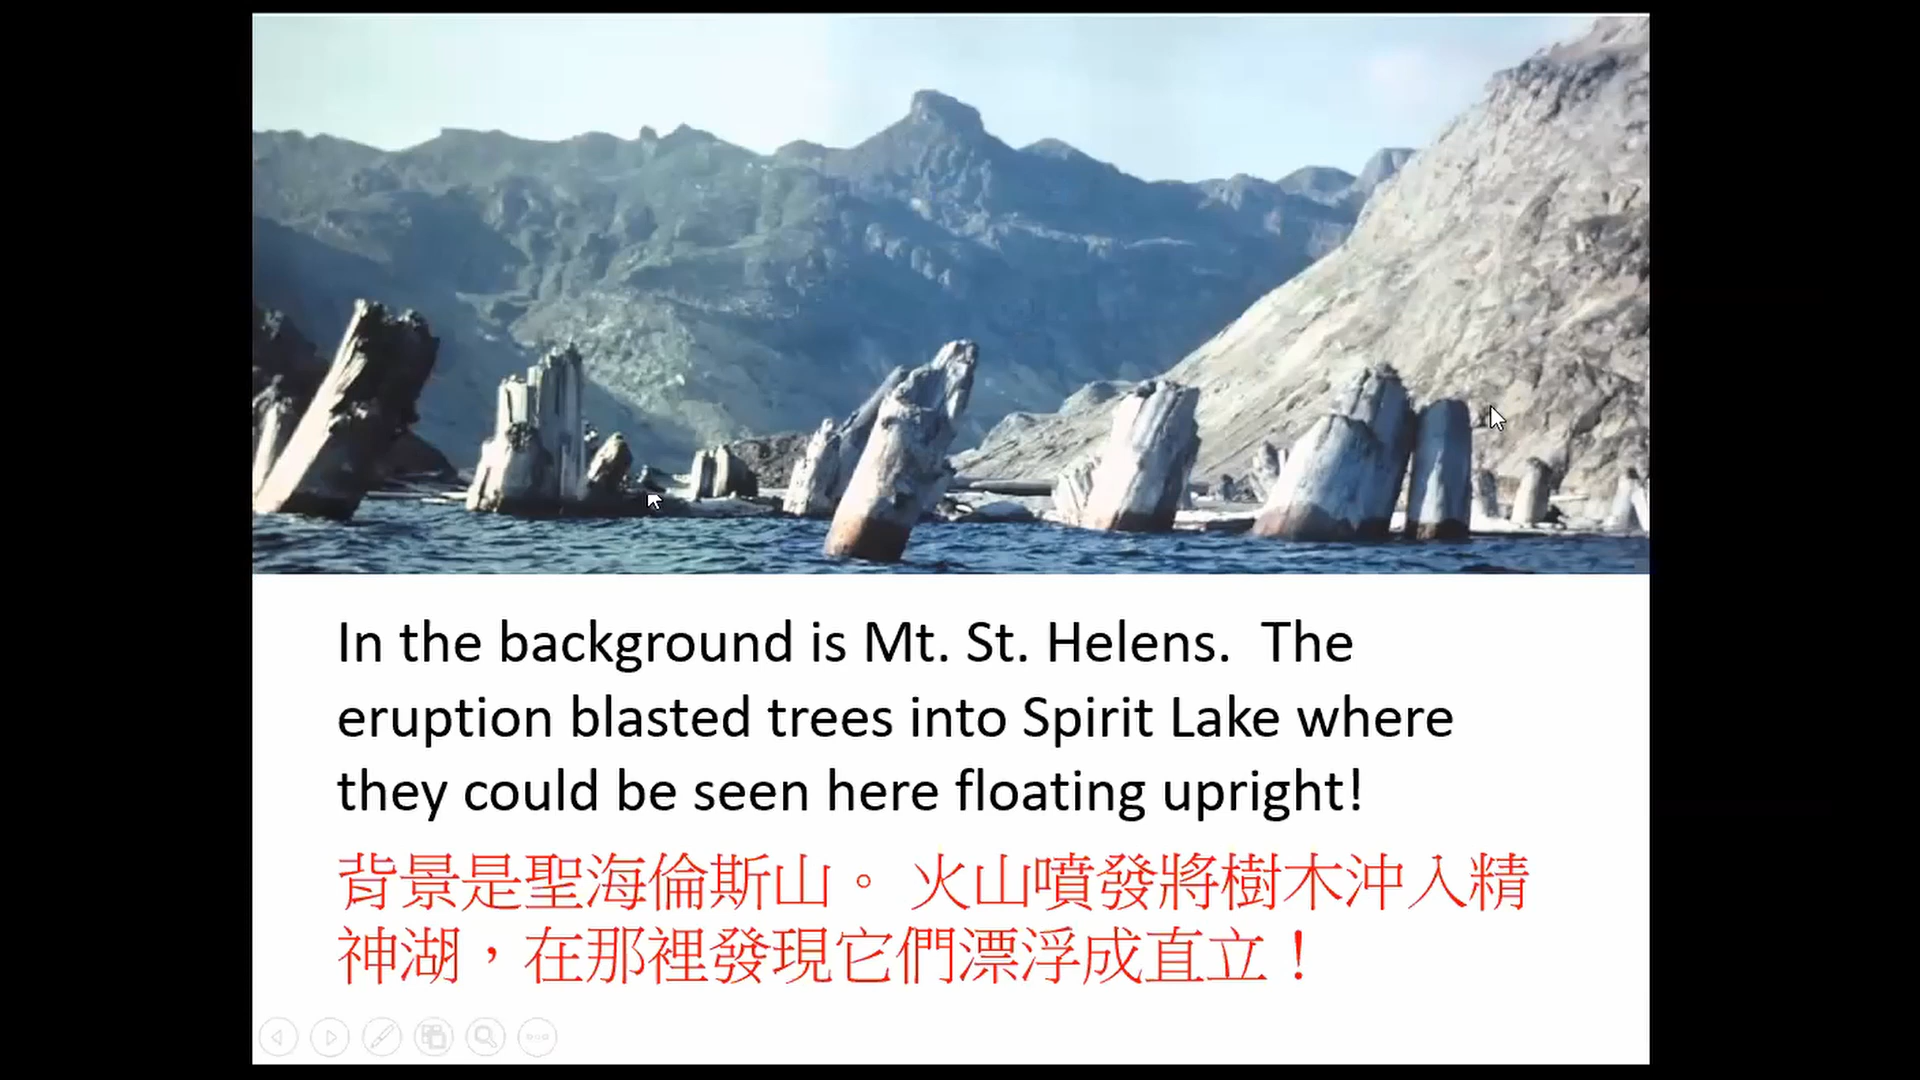 In the background is Mt. St. Helens.  The
eruption blasted trees into Spirit Lake where
they could be seen here floating upright!
背景是聖海倫斯山。 火山噴發將樹木沖入精
神湖，在那裡發現它們漂浮成直立！